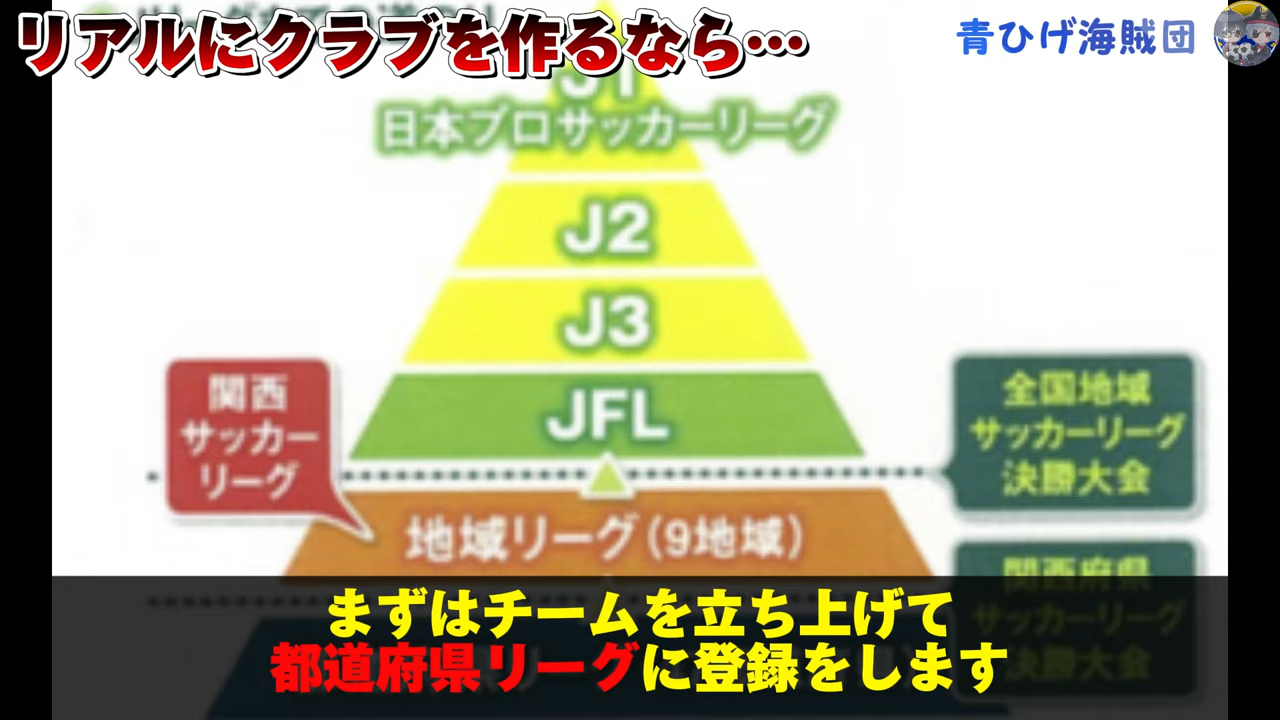 リアルにクラブを作るなら…
青ひげ海賊団
J1
日本プロサッカーリーグ
J2
J3
JFL
関西
サッカー
リーグ
全国地域
サッカーリーグ
決勝大会
地域リーグ(9地域)
関西府県
サッカーリーグ
決勝大会
まずはチームを立ち上げて
都道府県リーグに登録をします